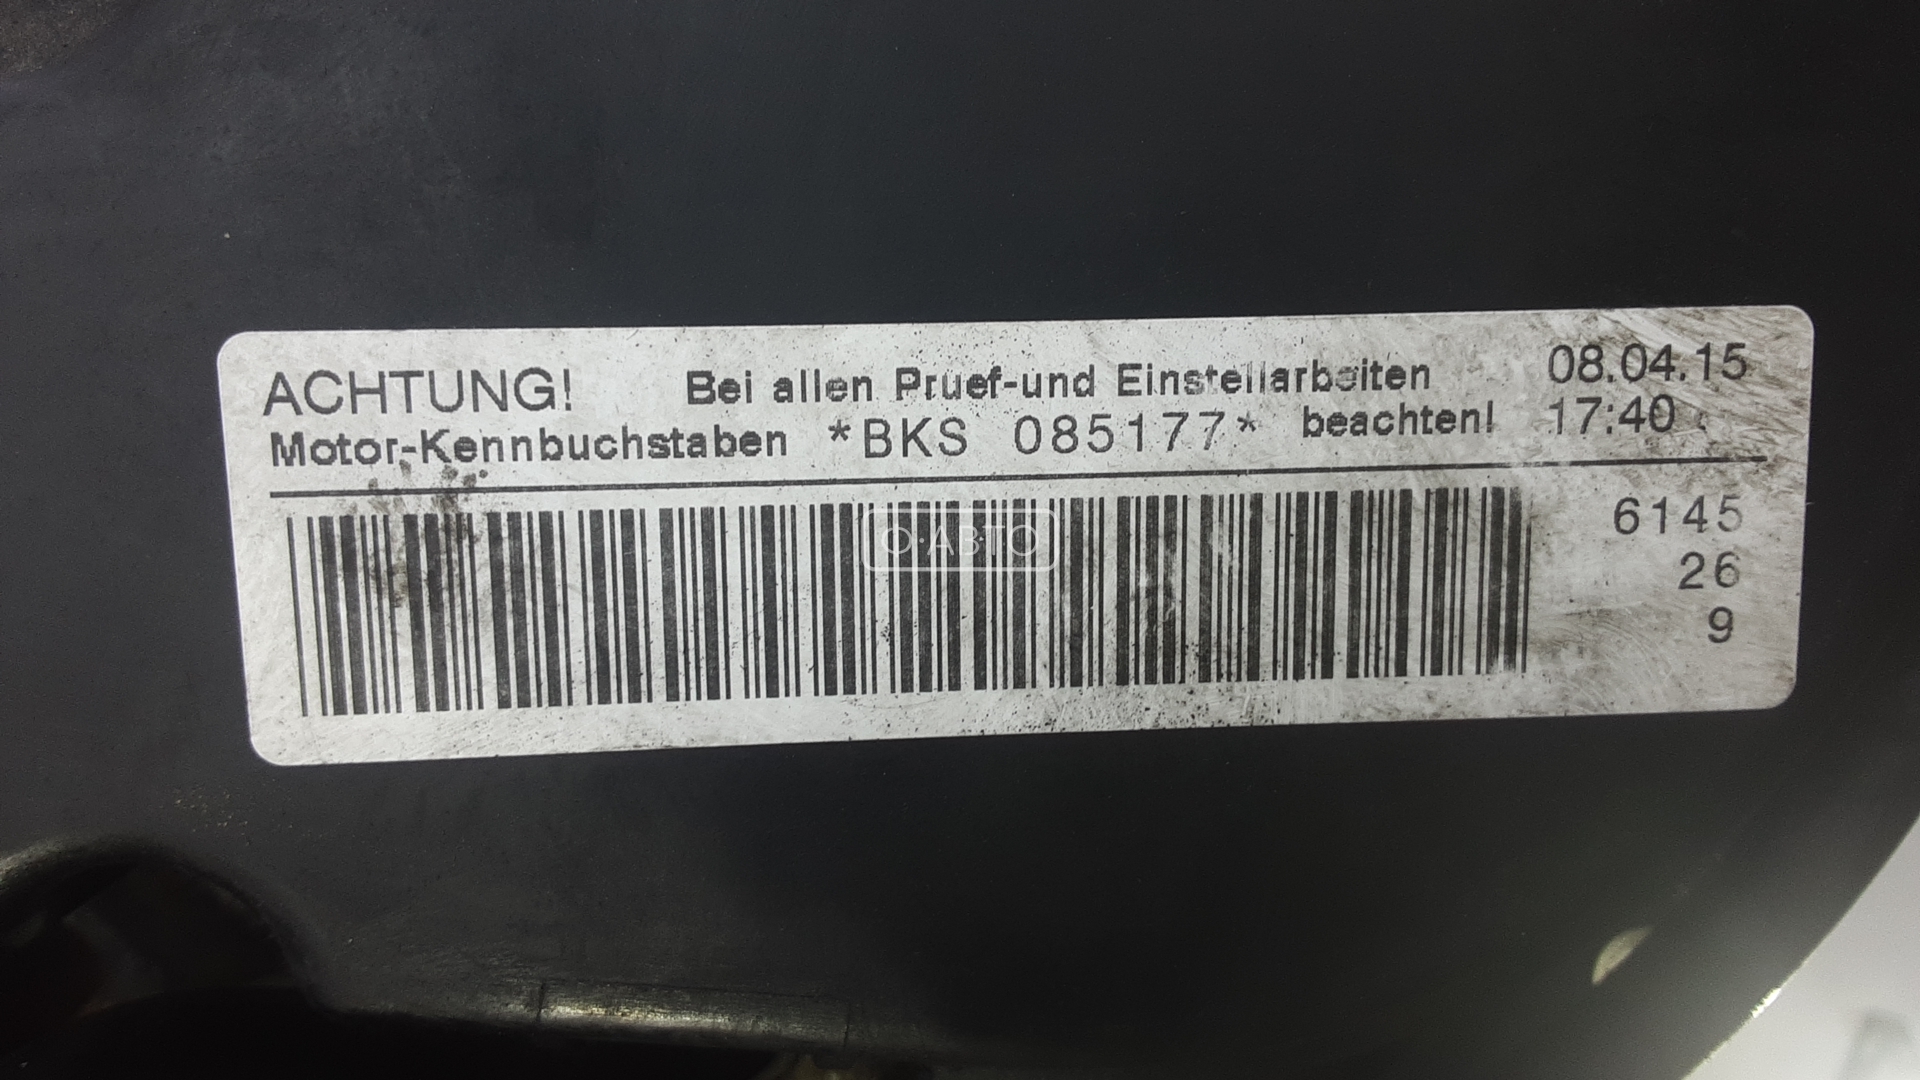 ACHTUNG! Bei allen Pruef-und Einstellarbeiten 08.04.15
Motor-Kennbuchstaben *BKS 085177* beachten! 17:40
6145
26
9
О·АВТО